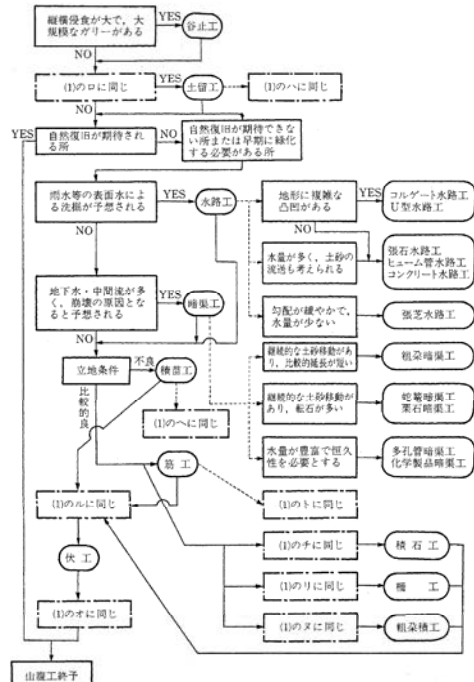 縦横浸食が大で，大
規模なガリーがある
YES
谷止工
NO
(1)のロに同じ
YES
土留工
(1)のハに同じ
NO
YES
自然復旧が期待され
る所
NO
自然復旧が期待できな
い所または早期に緑化
する必要がある所
雨水等の表面水によ
る洗掘が予想される
YES
水路工
地形に複雑な
凸凹がある
YES
コルゲート水路工
U型水路工
NO
NO
水量が多く，土砂の
流送も考えられる
張石水路工
ヒューム管水路工
コンクリート水路工
地下水・中間流が多
く，崩壊の原因とな
ると予想される
YES
暗渠工
勾配が緩やかで，
水量が少ない
張芝水路工
NO
継続的な土砂移動があ
り，比較的延長が短い
粗朶暗渠工
立地条件
不良
積苗工
比較的良
継続的な土砂移動が
あり，転石が多い
蛇篭暗渠工
栗石暗渠工
(1)のヘに同じ
水量が豊富で恒久
性を必要とする
多孔管暗渠工
化学製品暗渠工
筋工
(1)のルに同じ
(1)のトに同じ
(1)のチに同じ
積石工
伏工
(1)のリに同じ
工
(1)のオに同じ
(1)のヌに同じ
粗朶積工
山腹工終予